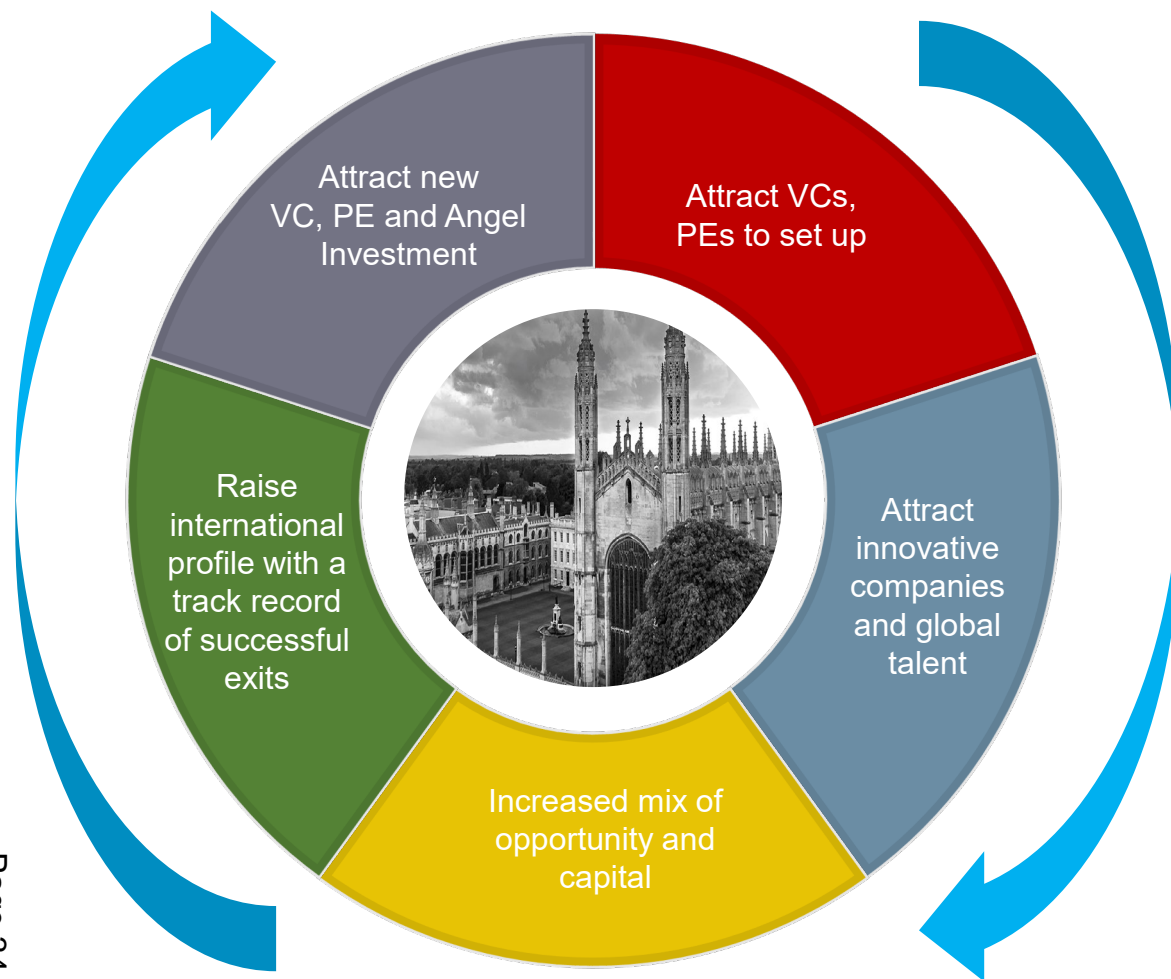 Attract new
VC, PE and Angel
Investment
Attract VCs,
PEs to set up
Attract
innovative
companies
and global
talent
Increased mix of
opportunity and
capital
Raise
international
profile with a
track record
of successful
exits